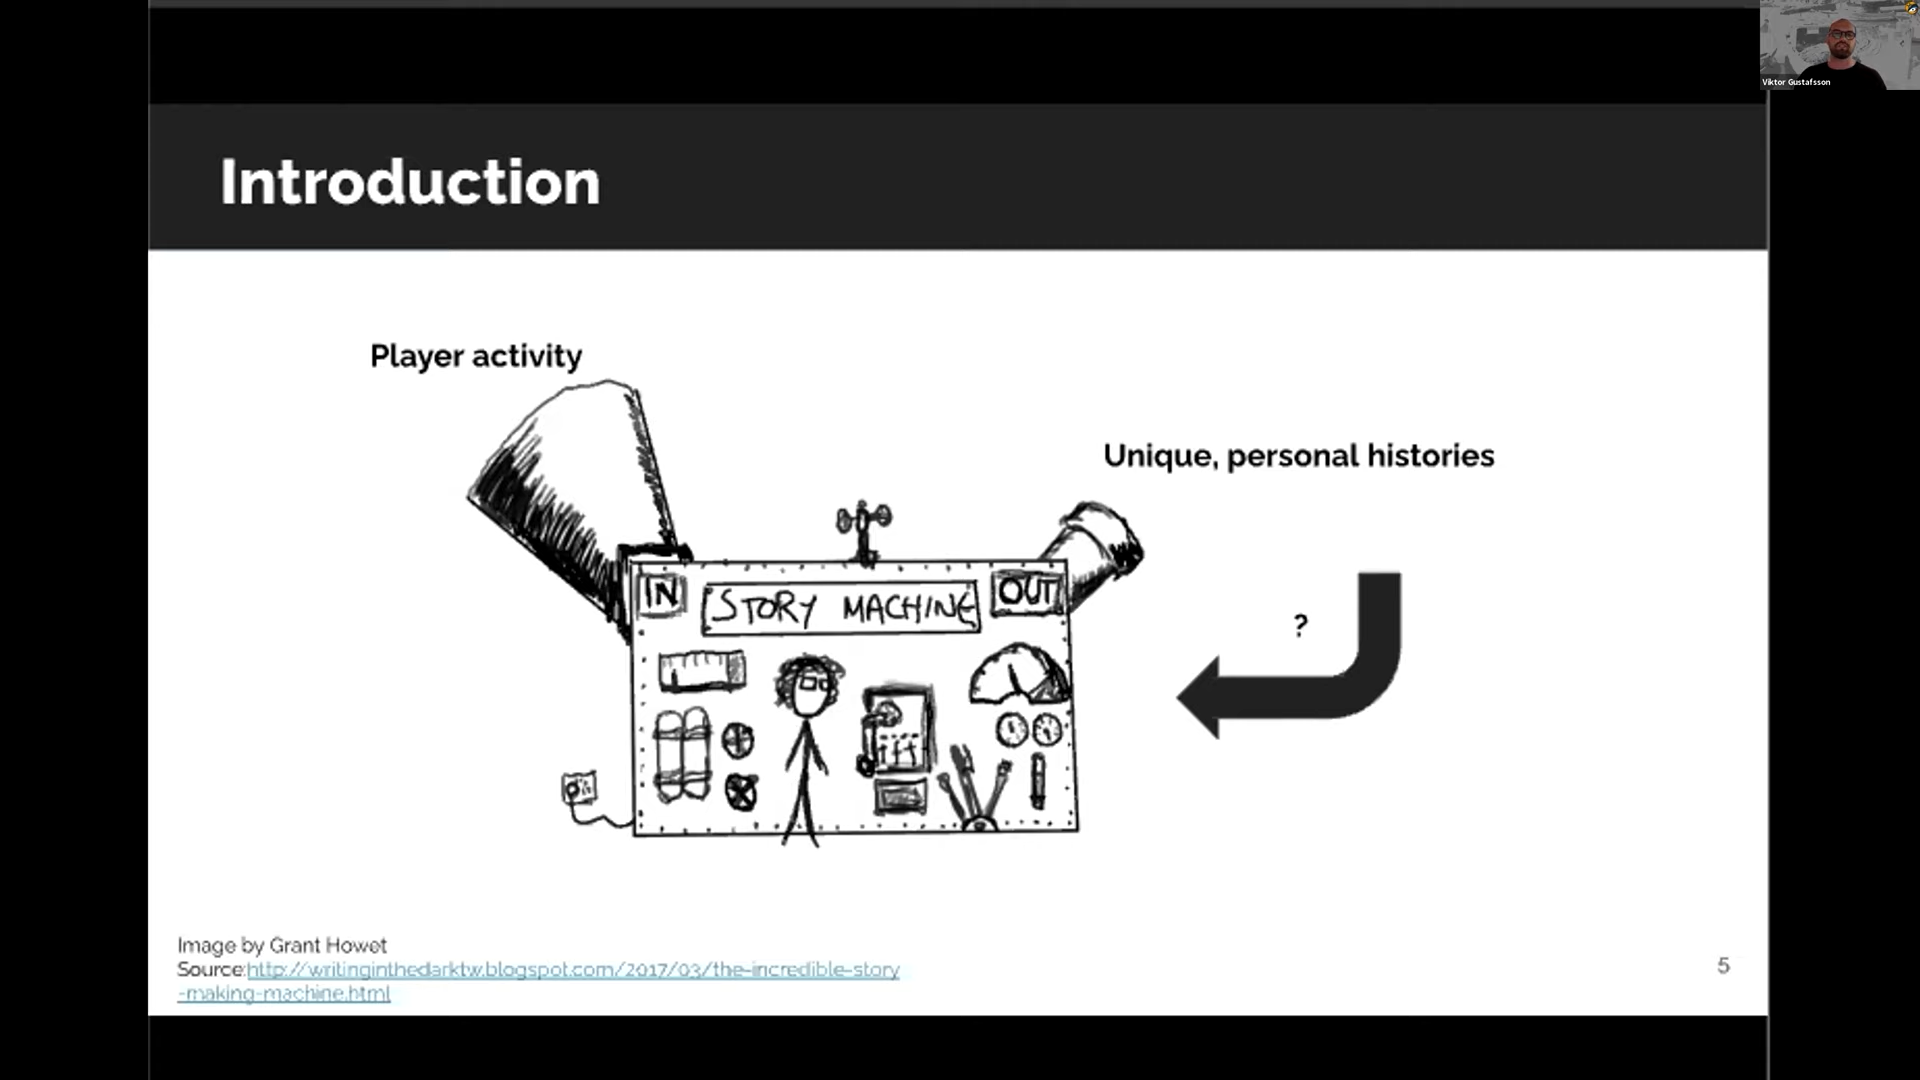 Viktor Gustafsson
Introduction
Player activity
Unique, personal histories
IN
STORY MACHINE
OUT
?
Image by Grant Howet
Source:http://writinginthedarktw.blogspot.com/2017/03/the-incredible-story
-making-machine.html
5